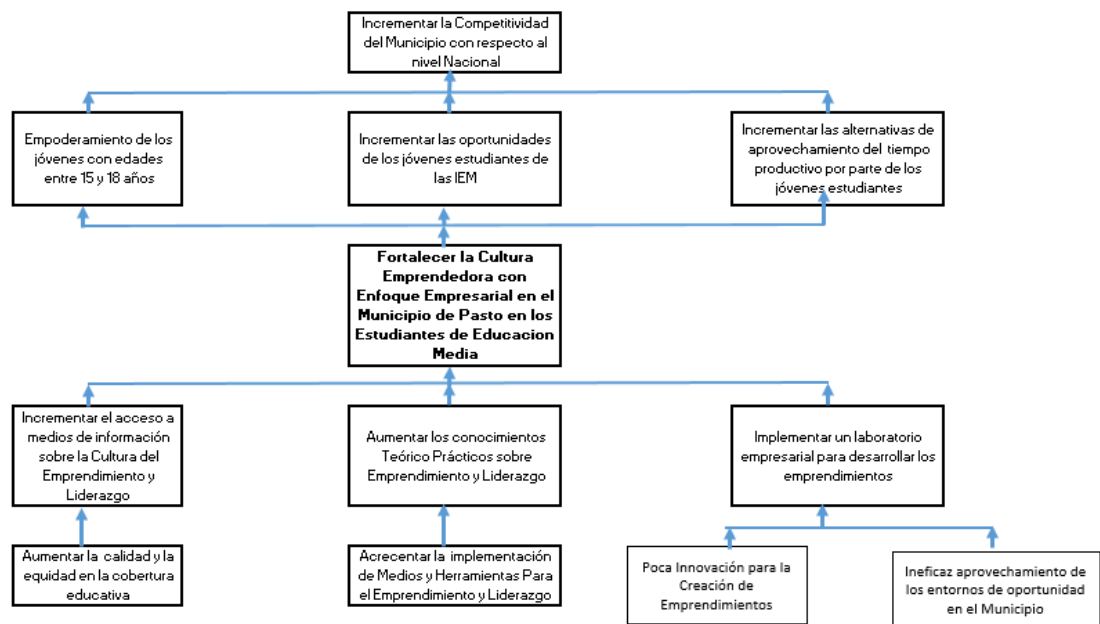 Incrementar la Competitividad
del Municipio con respecto al
nivel Nacional
Empoderamiento de los
jóvenes con edades
entre 15 y 18 años
Incrementar las oportunidades
de los jóvenes estudiantes de
las IEM
Incrementar las alternativas de
aprovechamiento del tiempo
productivo por parte de los
jóvenes estudiantes
Fortalecer la Cultura
Emprendedora con
Enfoque Empresarial en el
Municipio de Pasto en los
Estudiantes de Educacion
Media
Incrementar el acceso a
medios de información
sobre la Cultura del
Emprendimiento y
Liderazgo
Aumentar los conocimientos
Teórico Prácticos sobre
Emprendimiento y Liderazgo
Implementar un laboratorio
empresarial para desarrollar los
emprendimientos
Aumentar la calidad y la
equidad en la cobertura
educativa
Acrecentar la implementación
de Medios y Herramientas Para
el Emprendimiento y Liderazgo
Poca Innovación para la
Creación de
Emprendimientos
Ineficaz aprovechamiento de
los entornos de oportunidad
en el Municipio